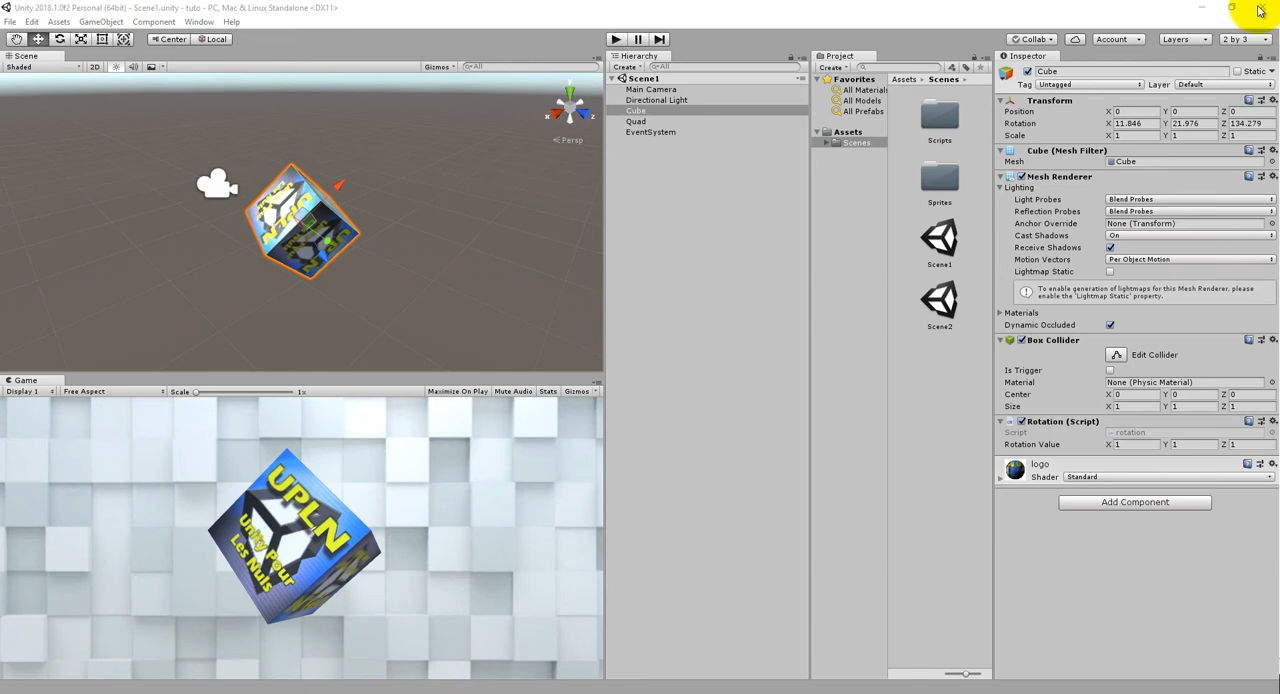 Unity 2018.1.0f2 Personal (64bit) - Scene1.unity - tuto - PC, Mac & Linux Standalone <DX11>
File Edit Assets GameObject Component Window Help
Center Local
Collab Account Layers 2 by 3
Scene
Shaded 2D Gizmos All
Persp
Game
Display 1 Free Aspect Scale 1x Maximize On Play Mute Audio Stats Gizmos
UPLN
Unity Pour
Les Nuls
Hierarchy
Create All
Scene1
Main Camera
Directional Light
Cube
Quad
EventSystem
Project
Create
Favorites
All Materials
All Models
All Prefabs
Assets
Scenes
Assets Scenes
Scripts
Sprites
Scene1
Scene2
Inspector
Cube Static
Tag Untagged Layer Default
Transform
Position X 0 Y 0 Z 0
Rotation X 11.846 Y 21.976 Z 134.279
Scale X 1 Y 1 Z 1
Cube (Mesh Filter)
Mesh Cube
Mesh Renderer
Lighting
Light Probes Blend Probes
Reflection Probes Blend Probes
Anchor Override None (Transform)
Cast Shadows On
Receive Shadows
Motion Vectors Per Object Motion
Lightmap Static
To enable generation of lightmaps for this Mesh Renderer, please
enable the 'Lightmap Static' property.
Materials
Dynamic Occluded
Box Collider
Edit Collider
Is Trigger
Material None (Physic Material)
Center X 0 Y 0 Z 0
Size X 1 Y 1 Z 1
Rotation (Script)
Script rotation
Rotation Value X 1 Y 1 Z 1
logo
Shader Standard
Add Component